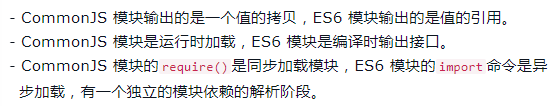 - CommonJS 模块输出的是一个值的拷贝，ES6 模块输出的是值的引用。
- CommonJS 模块是运行时加载，ES6 模块是编译时输出接口。
- CommonJS 模块的 require() 是同步加载模块，ES6 模块的 import 命令是异
步加载，有一个独立的模块依赖的解析阶段。